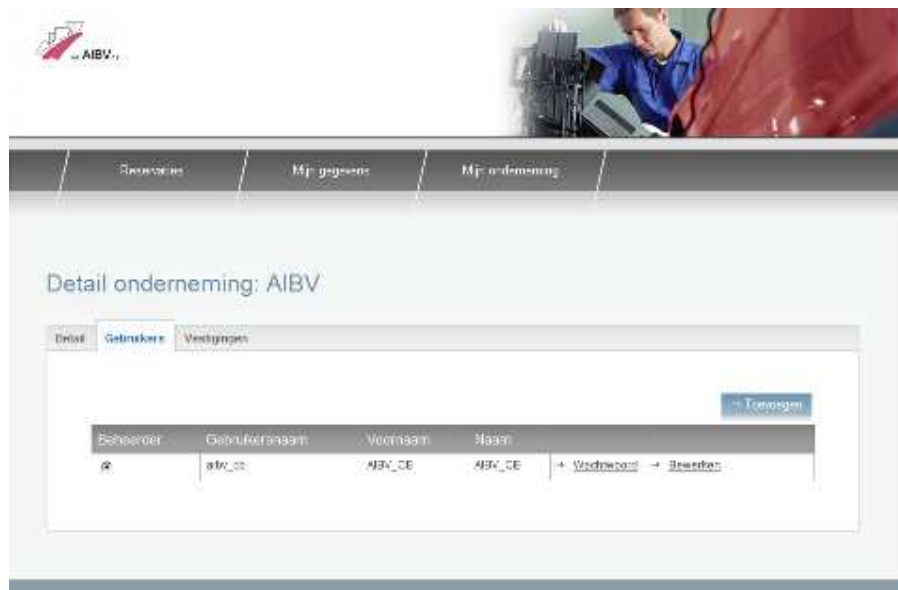 AIBV
Reservaties Mijn gegevens Mijn onderneming
Detail onderneming: AIBV
Detail Gebruikers Vestigingen
→ Toevoegen
Beheerder Gebruikersnaam Voornaam Naam
AIBV_CB AIBV_CB → Wachtwoord → Bewerken